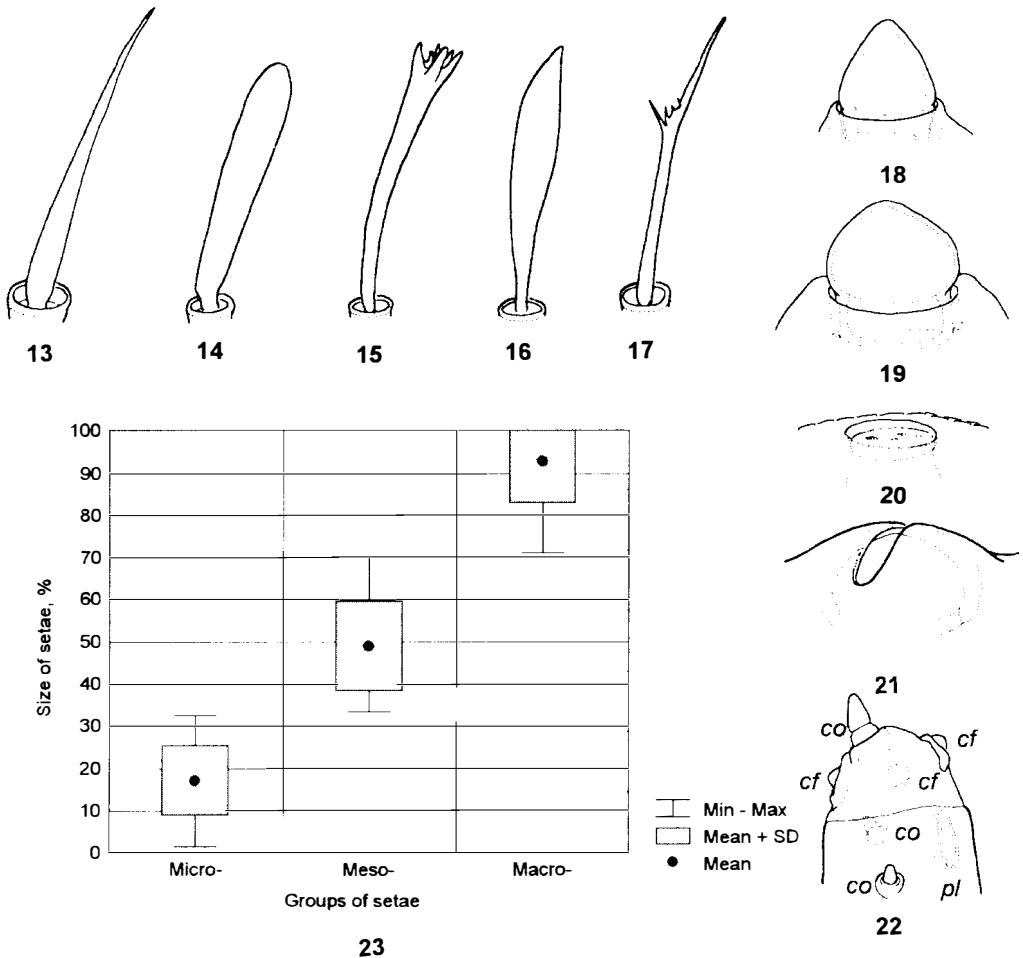 13
14
15
16
17
18
19
20
21
co
cf
cf
cf
co
co
pl
22
100
90
80
70
60
50
40
30
20
10
0
Size of setae, %
Micro-
Meso-
Macro-
Groups of setae
Min - Max
Mean + SD
Mean
23